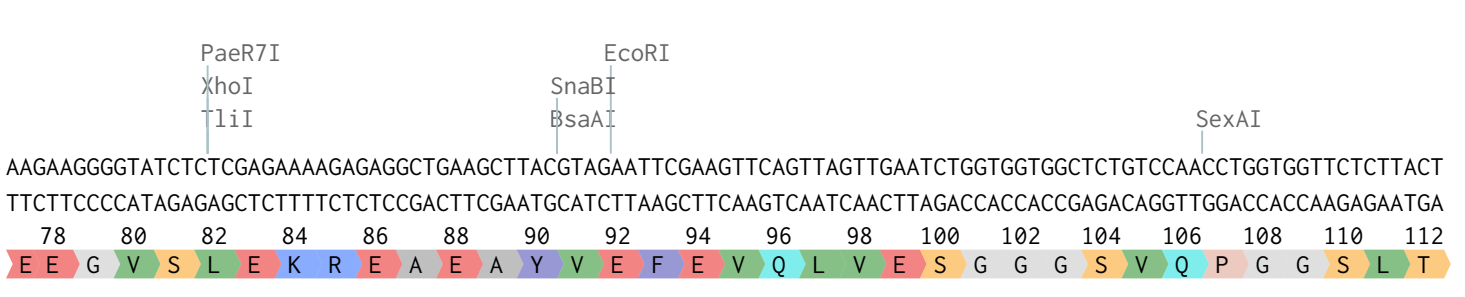 PaeR7I EcoRI
XhoI SnaBI
TliI BsaAI SexAI
AAGAAGGGGTATCTCTCGAGAAAAGAGAGGCTGAAGCTTACGTAGAATTCGAAGTTCAGTTAGTTGAATCTGGTGGTGGCTCTGTCCAACCTGGTGGTTCTCTTACT
TTCTTCCCCATAGAGAGCTCTTTTCTCTCCGACTTCGAATGCATCTTAAGCTTCAAGTCAATCAACTTAGACCACCACCGAGACAGGTTGGACCACCAAGAGAATGA
78 80 82 84 86 88 90 92 94 96 98 100 102 104 106 108 110 112
E E G V S L E K R E A E A Y V E F E V Q L V E S G G G S V Q P G G S L T